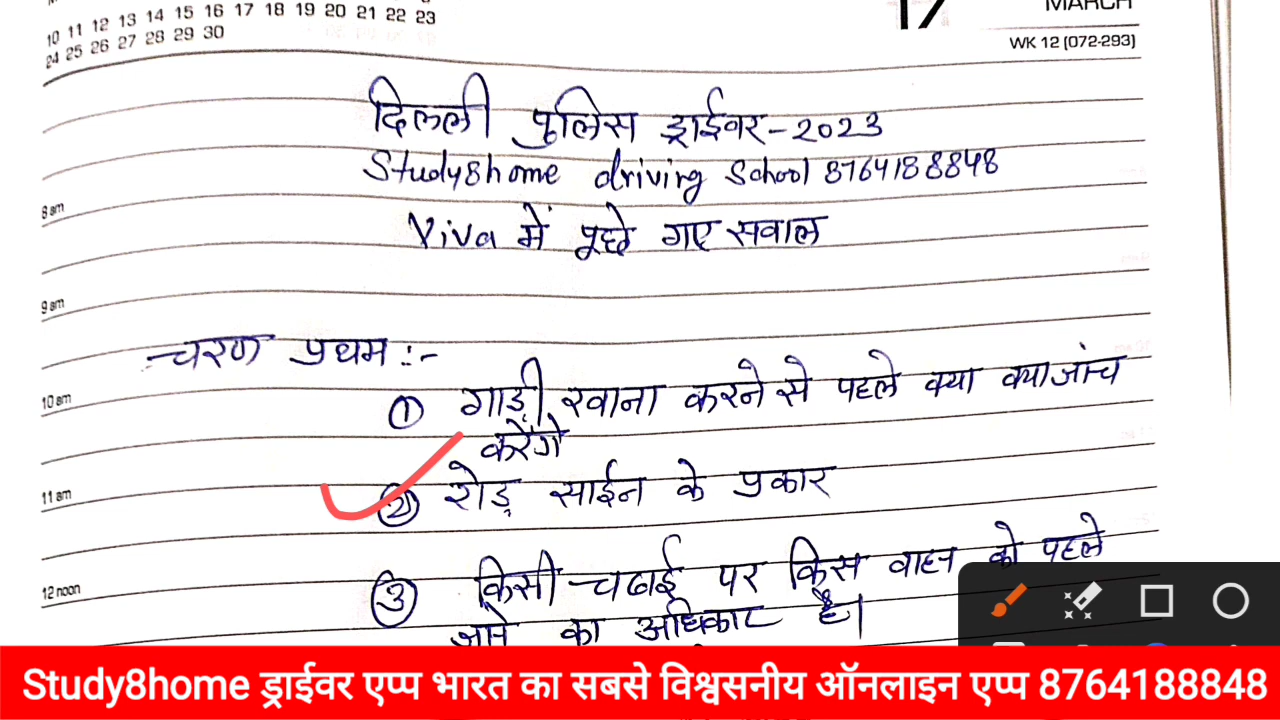 10 11 12 13 14 15 16 17 18 19 20 21 22 23
24 25 26 27 28 29 30
17
MARCH
WK 12 (072-293)
दिल्ली पुलिस ड्राईवर-2023
Study8home driving School 8764188848
8 am
Viva में पूछे गए सवाल
9 am
चरण प्रथम :-
10 am
① गाड़ी रवाना करने से पहले क्या क्या जांच
करेंगे
11 am
② रोड़ साईन के प्रकार
12 noon
③ किसी चढाई पर किस वाहन को पहले
जाने का अधिकार है।
Study8home ड्राईवर एप्प भारत का सबसे विश्वसनीय ऑनलाइन एप्प 8764188848